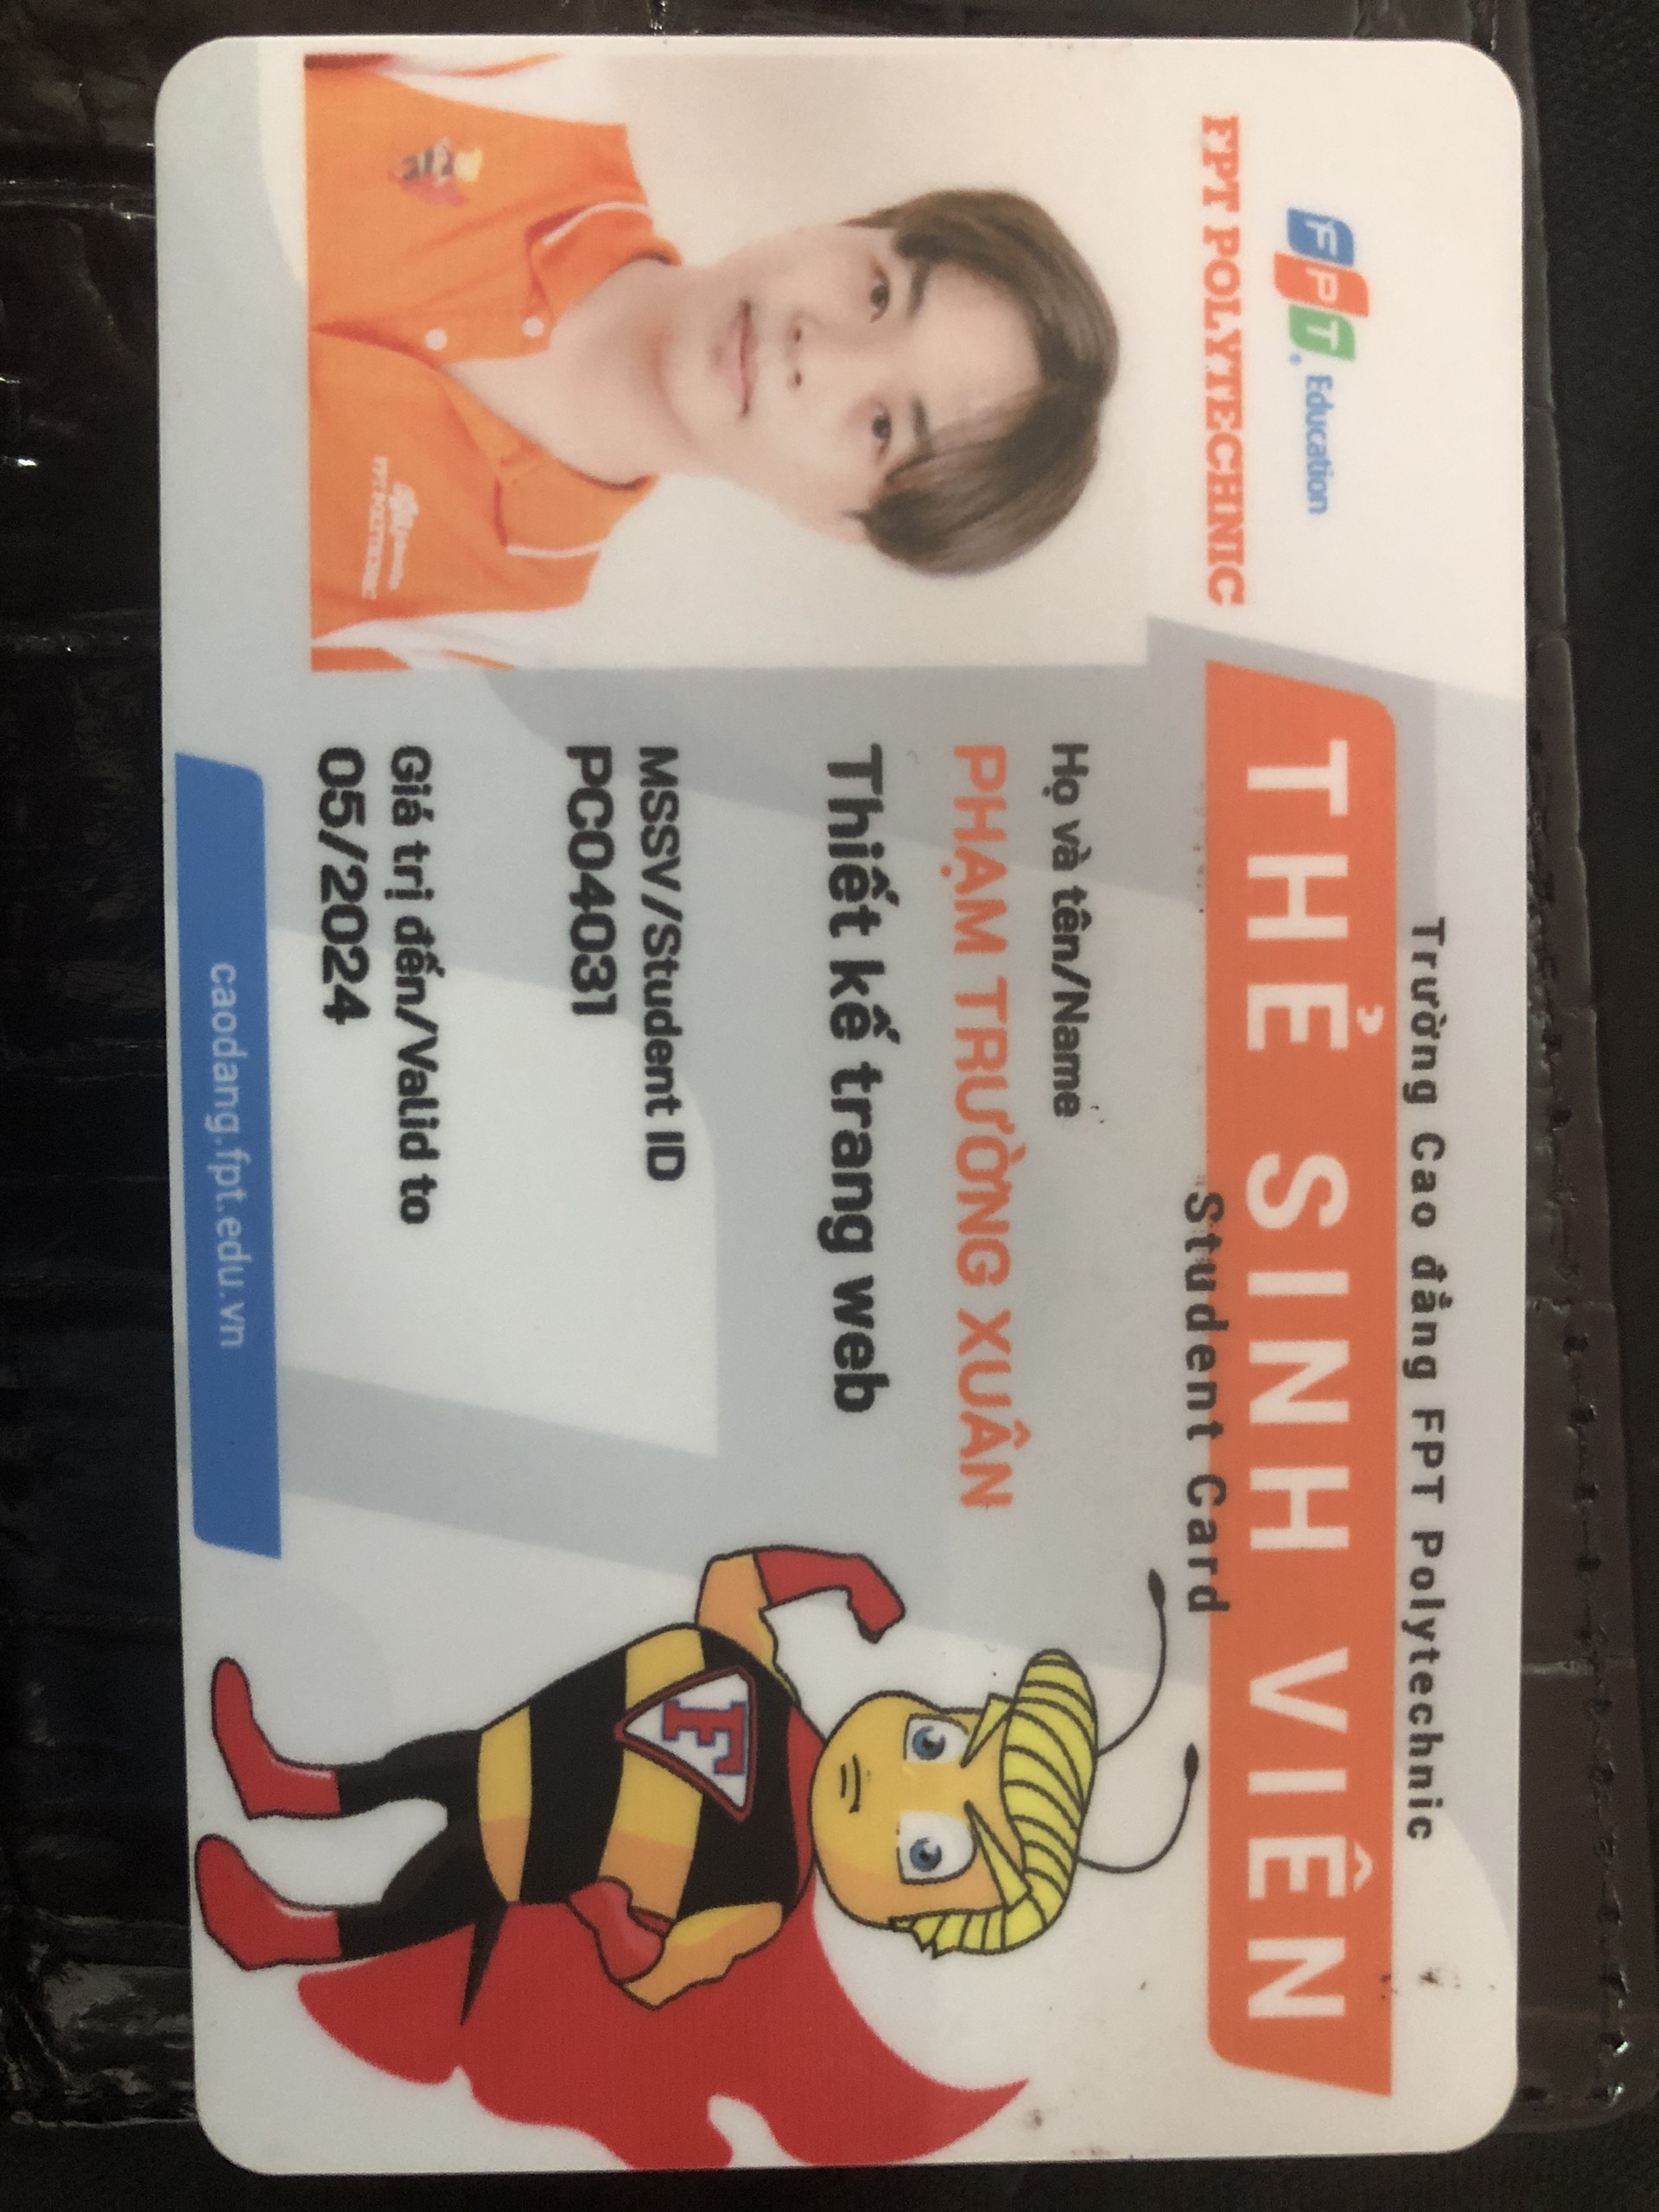 Trường Cao đẳng FPT Polytechnic
FPT Education
FPT POLYTECHNIC
THẺ SINH VIÊN
Student Card
Họ và tên/Name
PHẠM TRƯỜNG XUÂN
Thiết kế trang web
MSSV/Student ID
PC04031
Giá trị đến/Valid to
05/2024
caodang.fpt.edu.vn
F
FPT Education
FPT POLYTECHNIC